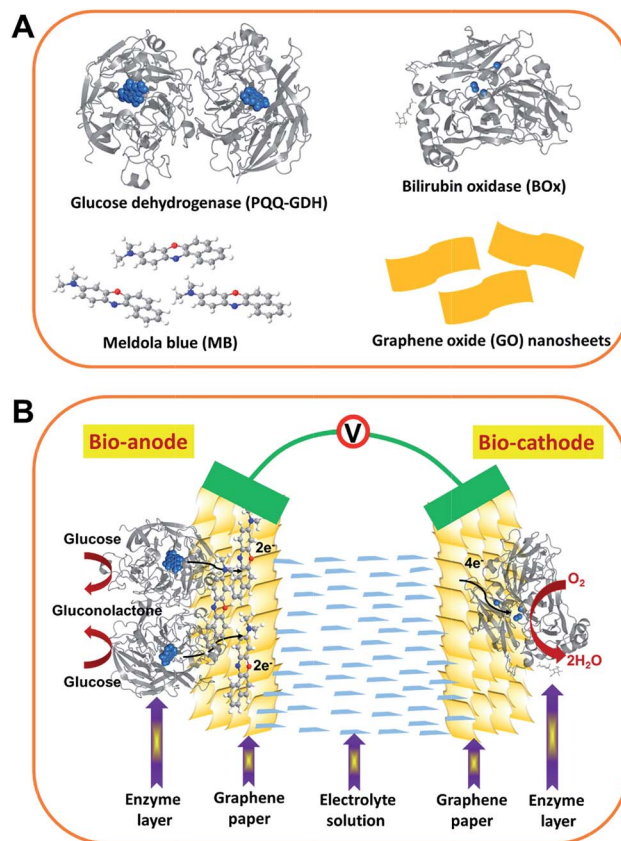 A
Glucose dehydrogenase (PQQ-GDH)
Bilirubin oxidase (BOx)
Meldola blue (MB)
Graphene oxide (GO) nanosheets
B
Bio-anode
V
Bio-cathode
Glucose
2e-
4e-
O2
Gluconolactone
2e-
2H2O
Glucose
Enzyme
layer
Graphene
paper
Electrolyte
solution
Graphene
paper
Enzyme
layer